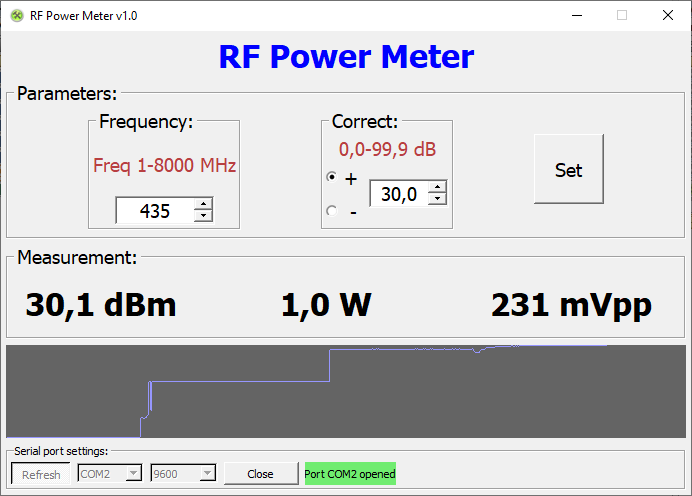 RF Power Meter v1.0
RF Power Meter
Parameters:
Frequency:
Freq 1-8000 MHz
435
Correct:
0,0-99,9 dB
+
30,0
-
Set
Measurement:
30,1 dBm 1,0 W 231 mVpp
Serial port settings:
Refresh COM2 9600 Close Port COM2 opened